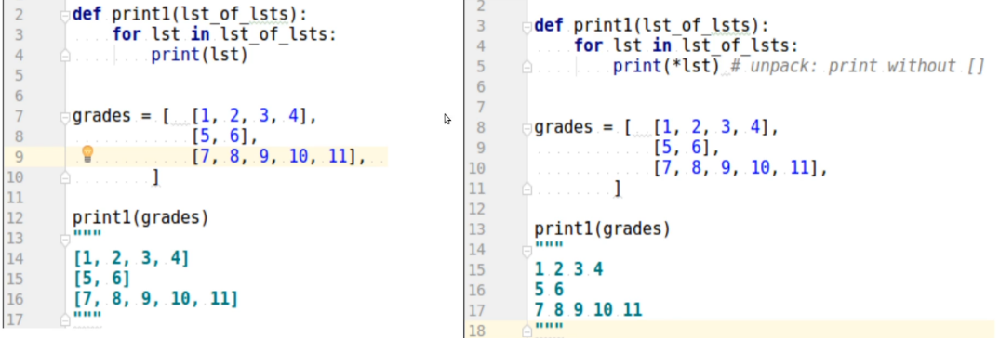 2 def print1(lst_of_lsts):
3     for lst in lst_of_lsts:
4         print(lst)
5
6
7 grades = [  [1, 2, 3, 4],
8             [5, 6],
9             [7, 8, 9, 10, 11],
10         ]
11
12 print1(grades)
13 """
14 [1, 2, 3, 4]
15 [5, 6]
16 [7, 8, 9, 10, 11]
17 """
2
3 def print1(lst_of_lsts):
4     for lst in lst_of_lsts:
5         print(*lst) # unpack: print without []
6
7
8 grades = [  [1, 2, 3, 4],
9             [5, 6],
10             [7, 8, 9, 10, 11],
11         ]
12
13 print1(grades)
14 """
15 1 2 3 4
16 5 6
17 7 8 9 10 11
18 """